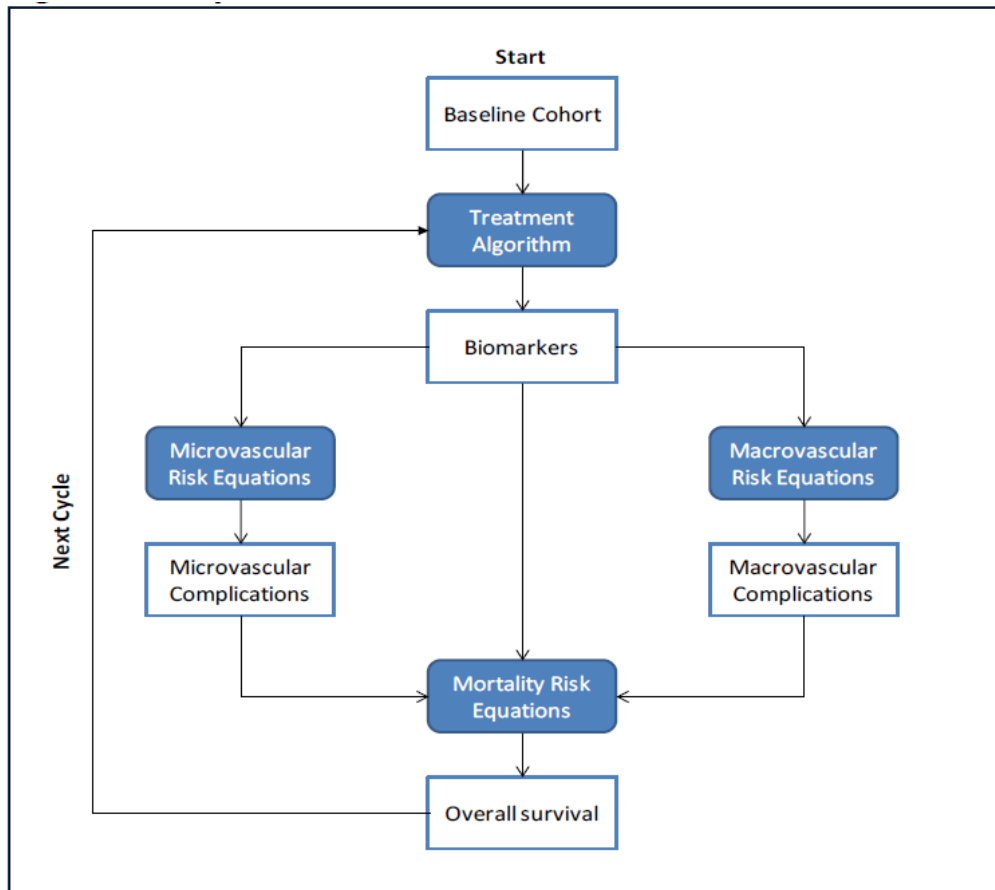 Start
Baseline Cohort
Treatment
Algorithm
Biomarkers
Microvascular
Risk Equations
Macrovascular
Risk Equations
Next Cycle
Microvascular
Complications
Macrovascular
Complications
Mortality Risk
Equations
Overall survival